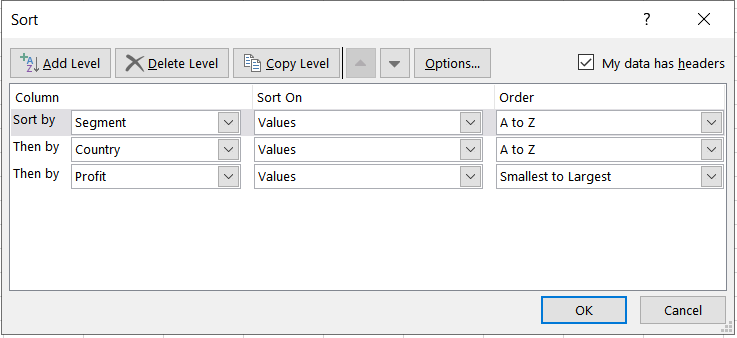 Sort ?
Add Level Delete Level Copy Level Options... My data has headers
Column Sort On Order
Sort by Segment Values A to Z
Then by Country Values A to Z
Then by Profit Values Smallest to Largest
OK Cancel